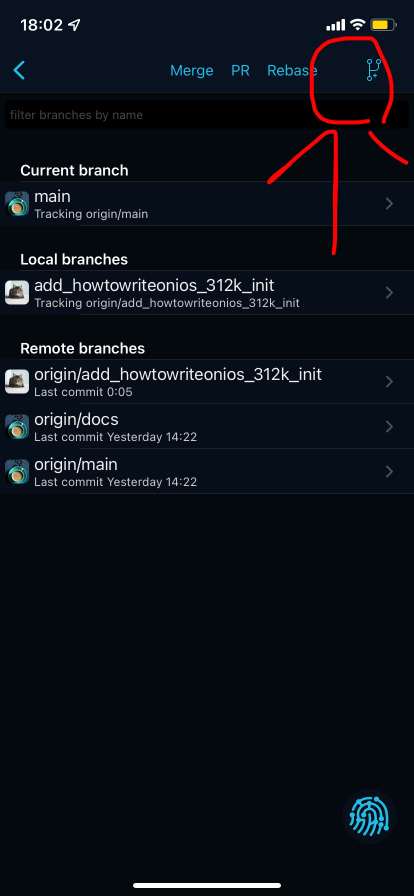 18:02
Merge PR Rebase
filter branches by name
Current branch
main
Tracking origin/main
Local branches
add_howtowriteonios_312k_init
Tracking origin/add_howtowriteonios_312k_init
Remote branches
origin/add_howtowriteonios_312k_init
Last commit 0:05
origin/docs
Last commit Yesterday 14:22
origin/main
Last commit Yesterday 14:22